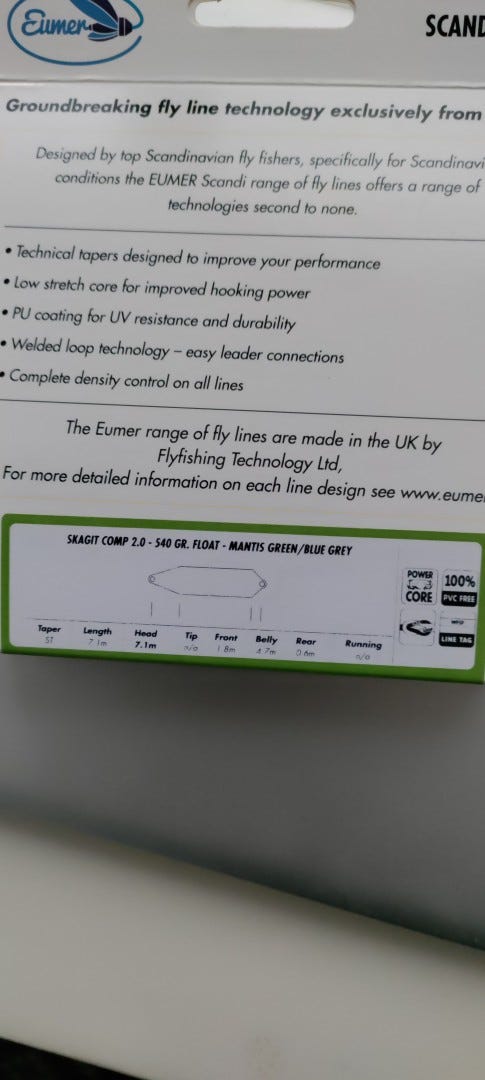 Eumer
SCAND
Groundbreaking fly line technology exclusively from
Designed by top Scandinavian fly fishers, specifically for Scandinavi
conditions the EUMER Scandi range of fly lines offers a range of
technologies second to none.
• Technical tapers designed to improve your performance
• Low stretch core for improved hooking power
• PU coating for UV resistance and durability
• Welded loop technology – easy leader connections
• Complete density control on all lines
The Eumer range of fly lines are made in the UK by
Flyfishing Technology Ltd,
For more detailed information on each line design see www.eume
SKAGIT COMP 2.0 - 540 GR. FLOAT - MANTIS GREEN/BLUE GREY
POWER CORE
100% PVC FREE
LINE TAG
Taper Length Head Tip Front Belly Rear Running
ST 7.1m 7.1m n/a 1.8m 4.7m 0.6m n/a